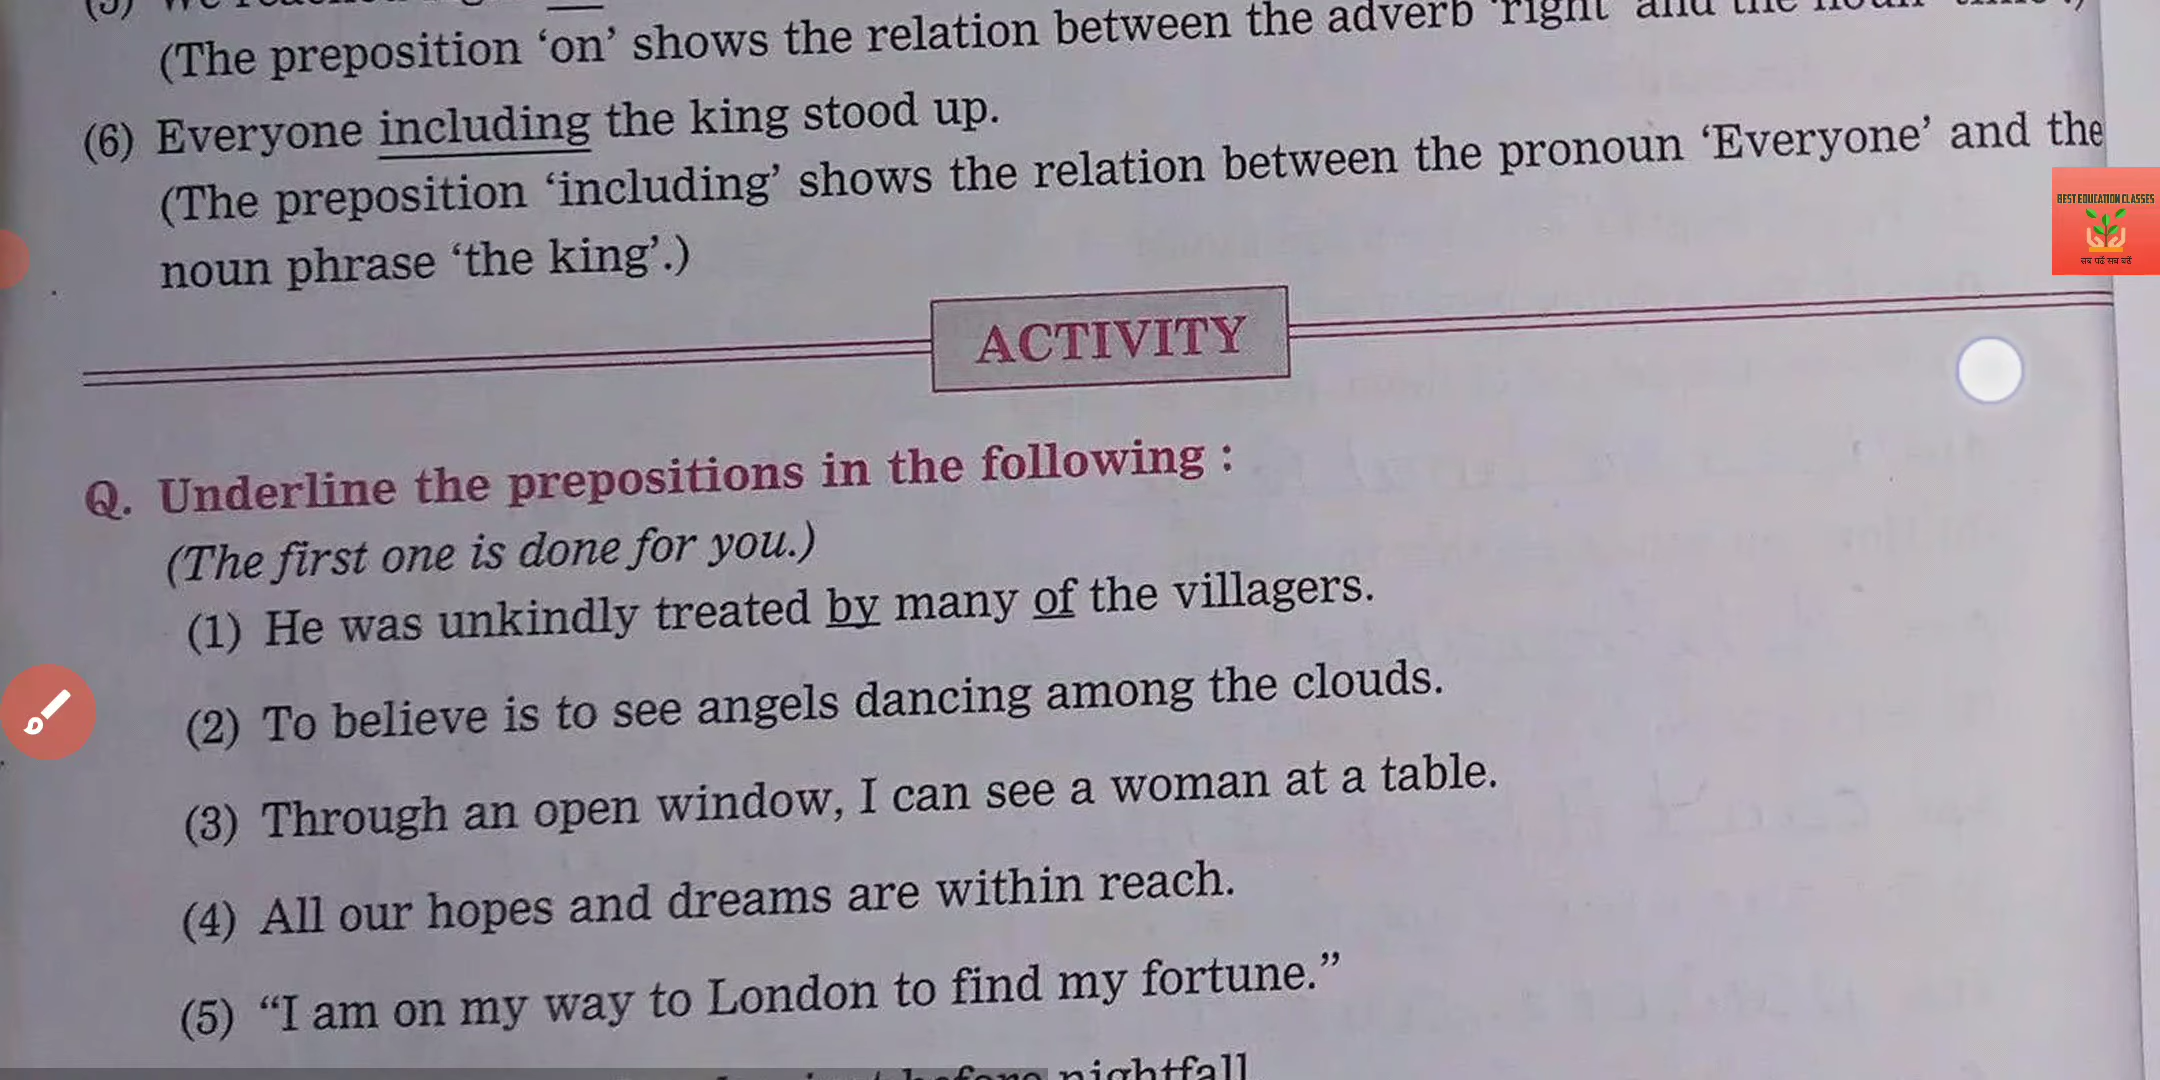 (The preposition ‘on’ shows the relation between the adverb ‘right’ and the noun ‘time’.)
(6) Everyone including the king stood up.
(The preposition ‘including’ shows the relation between the pronoun ‘Everyone’ and the
noun phrase ‘the king’.)
BEST EDUCATION CLASSES
सब पढ़ें सब बढ़ें
ACTIVITY
Q. Underline the prepositions in the following :
(The first one is done for you.)
(1) He was unkindly treated by many of the villagers.
(2) To believe is to see angels dancing among the clouds.
(3) Through an open window, I can see a woman at a table.
(4) All our hopes and dreams are within reach.
(5) “I am on my way to London to find my fortune.”
before nightfall